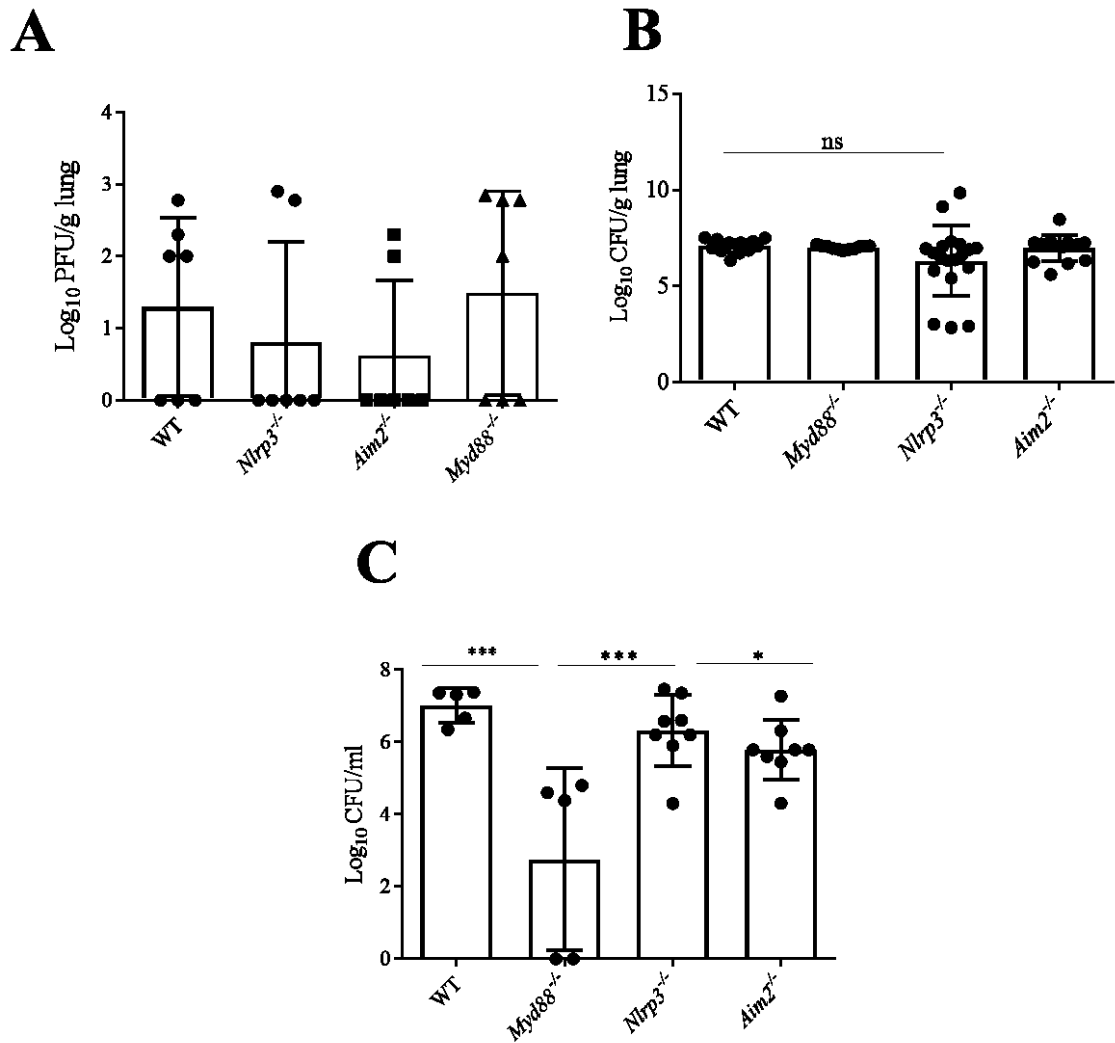 A
Log10 PFU/g lung
4
3
2
1
0
WT
Nlrp3-/-
Aim2-/-
Myd88-/-
B
Log10 CFU/g lung
15
10
5
0
ns
WT
Myd88-/-
Nlrp3-/-
Aim2-/-
C
Log10 CFU/ml
8
6
4
2
0
***
***
*
WT
Myd88-/-
Nlrp3-/-
Aim2-/-